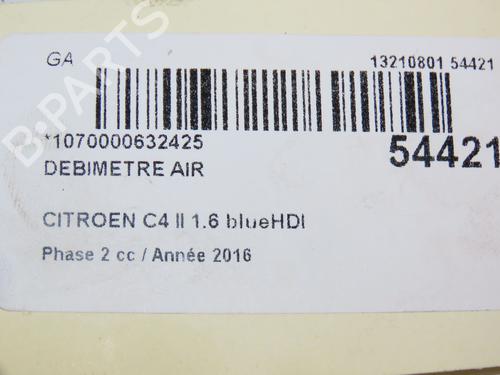 GA
13210801 54421
*1070000632425
54421
DEBIMETRE AIR
CITROEN C4 II 1.6 blueHDI
Phase 2 cc / Année 2016
B-PARTS